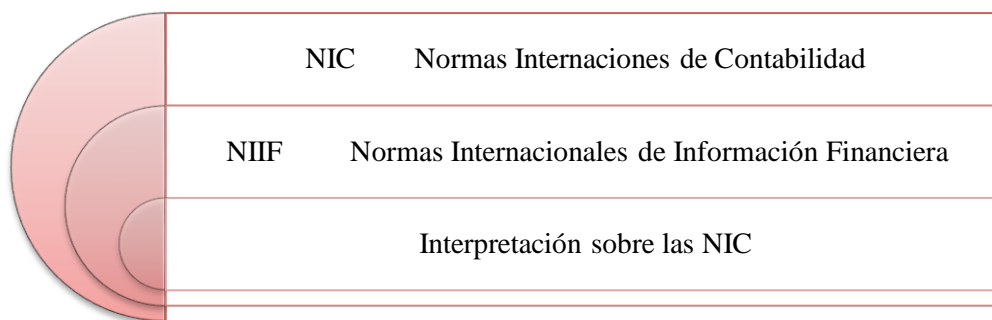 NIC Normas Internaciones de Contabilidad
NIIF Normas Internacionales de Información Financiera
Interpretación sobre las NIC